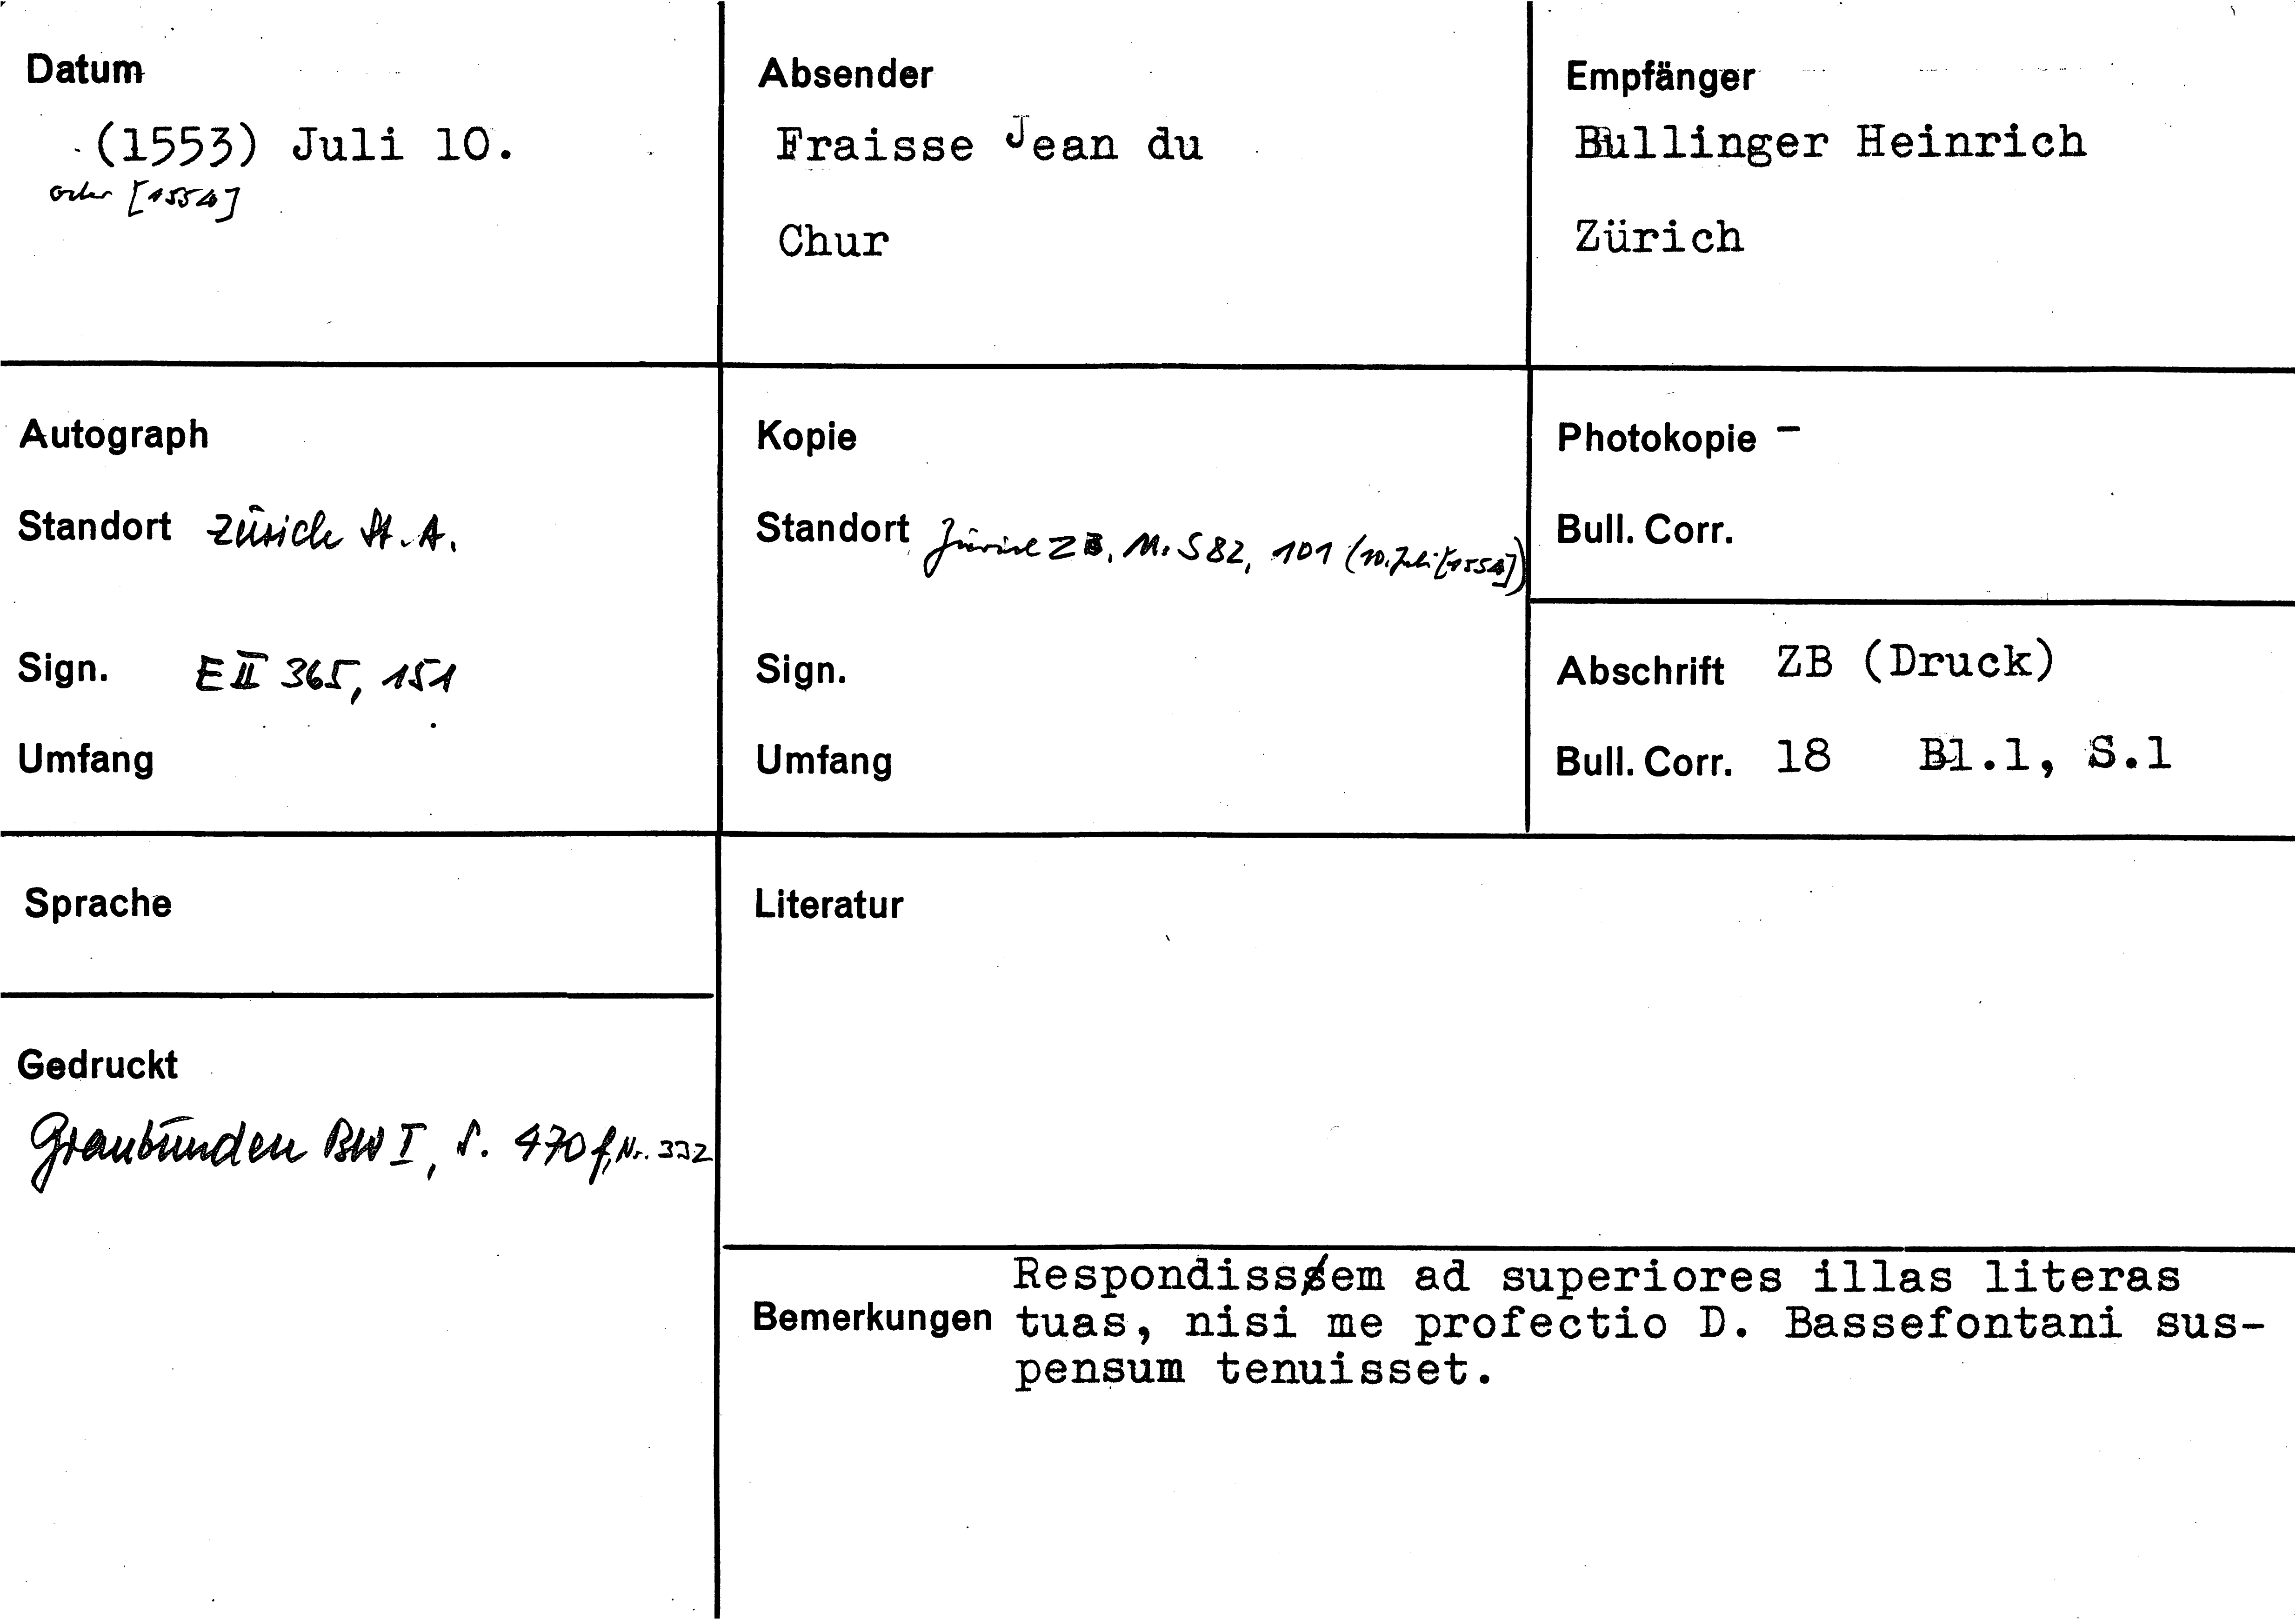 Datum
(1553) Juli 10.
oder [1554]
Absender
Fraisse Jean du
Chur
Empfänger
Bullinger Heinrich
Zürich
Autograph
Standort Zürich St. A.
Sign. E II 365, 151
Umfang
Kopie
Standort Zürich ZB, Ms S 82, 101 (10. Juli [1554])
Sign.
Umfang
Photokopie -
Bull. Corr.
Abschrift ZB (Druck)
Bull. Corr. 18 Bl.1, S.1
Sprache
Gedruckt
Graubünden BW I, S. 470 f, Nr. 332
Literatur
Bemerkungen
Respondissem ad superiores illas literas
tuas, nisi me profectio D. Bassefontani sus-
pensum tenuisset.